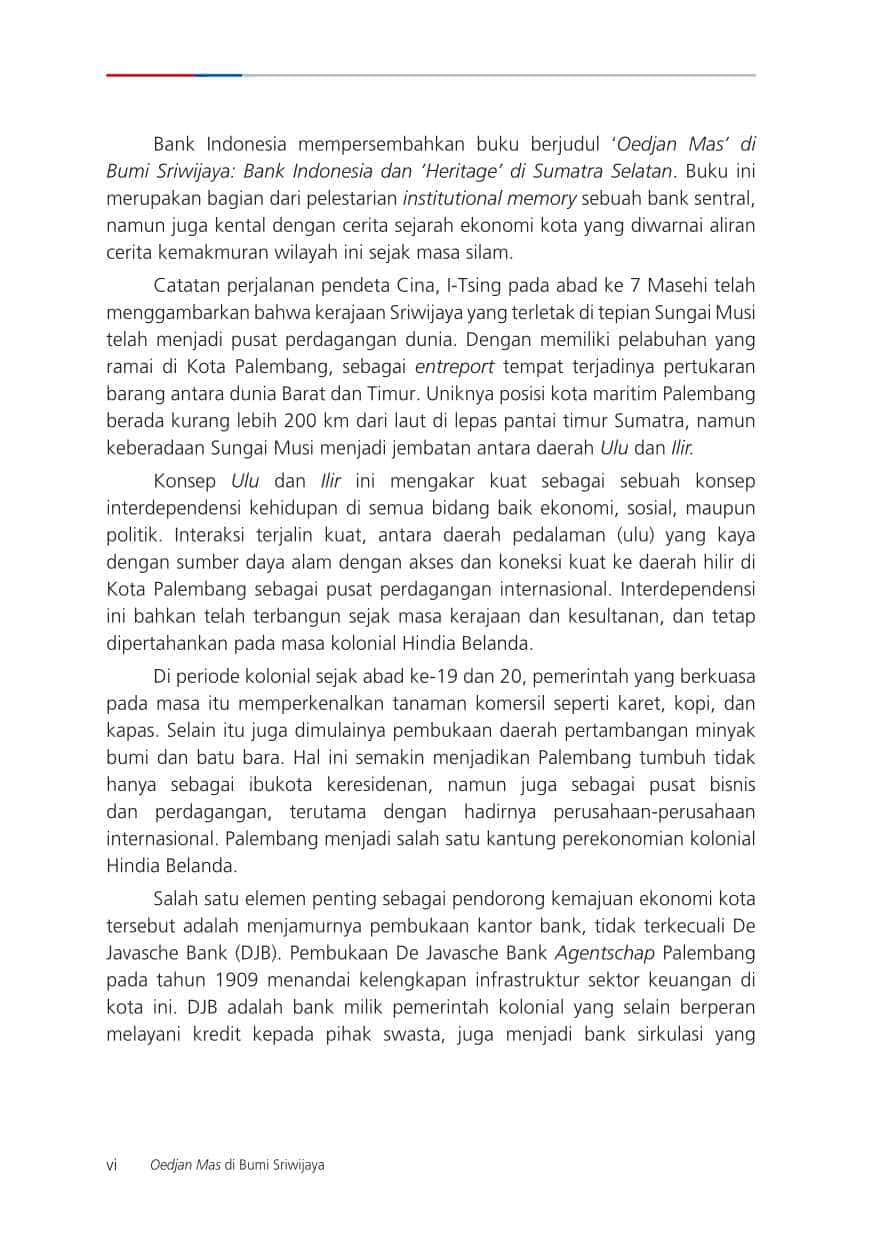 Bank Indonesia mempersembahkan buku berjudul ‘Oedjan Mas’ di
Bumi Sriwijaya: Bank Indonesia dan ‘Heritage’ di Sumatra Selatan. Buku ini
merupakan bagian dari pelestarian institutional memory sebuah bank sentral,
namun juga kental dengan cerita sejarah ekonomi kota yang diwarnai aliran
cerita kemakmuran wilayah ini sejak masa silam.
Catatan perjalanan pendeta Cina, I-Tsing pada abad ke 7 Masehi telah
menggambarkan bahwa kerajaan Sriwijaya yang terletak di tepian Sungai Musi
telah menjadi pusat perdagangan dunia. Dengan memiliki pelabuhan yang
ramai di Kota Palembang, sebagai entreport tempat terjadinya pertukaran
barang antara dunia Barat dan Timur. Uniknya posisi kota maritim Palembang
berada kurang lebih 200 km dari laut di lepas pantai timur Sumatra, namun
keberadaan Sungai Musi menjadi jembatan antara daerah Ulu dan Ilir.
Konsep Ulu dan Ilir ini mengakar kuat sebagai sebuah konsep
interdependensi kehidupan di semua bidang baik ekonomi, sosial, maupun
politik. Interaksi terjalin kuat, antara daerah pedalaman (ulu) yang kaya
dengan sumber daya alam dengan akses dan koneksi kuat ke daerah hilir di
Kota Palembang sebagai pusat perdagangan internasional. Interdependensi
ini bahkan telah terbangun sejak masa kerajaan dan kesultanan, dan tetap
dipertahankan pada masa kolonial Hindia Belanda.
Di periode kolonial sejak abad ke-19 dan 20, pemerintah yang berkuasa
pada masa itu memperkenalkan tanaman komersil seperti karet, kopi, dan
kapas. Selain itu juga dimulainya pembukaan daerah pertambangan minyak
bumi dan batu bara. Hal ini semakin menjadikan Palembang tumbuh tidak
hanya sebagai ibukota keresidenan, namun juga sebagai pusat bisnis
dan perdagangan, terutama dengan hadirnya perusahaan-perusahaan
internasional. Palembang menjadi salah satu kantung perekonomian kolonial
Hindia Belanda.
Salah satu elemen penting sebagai pendorong kemajuan ekonomi kota
tersebut adalah menjamurnya pembukaan kantor bank, tidak terkecuali De
Javasche Bank (DJB). Pembukaan De Javasche Bank Agentschap Palembang
pada tahun 1909 menandai kelengkapan infrastruktur sektor keuangan di
kota ini. DJB adalah bank milik pemerintah kolonial yang selain berperan
melayani kredit kepada pihak swasta, juga menjadi bank sirkulasi yang
vi Oedjan Mas di Bumi Sriwijaya